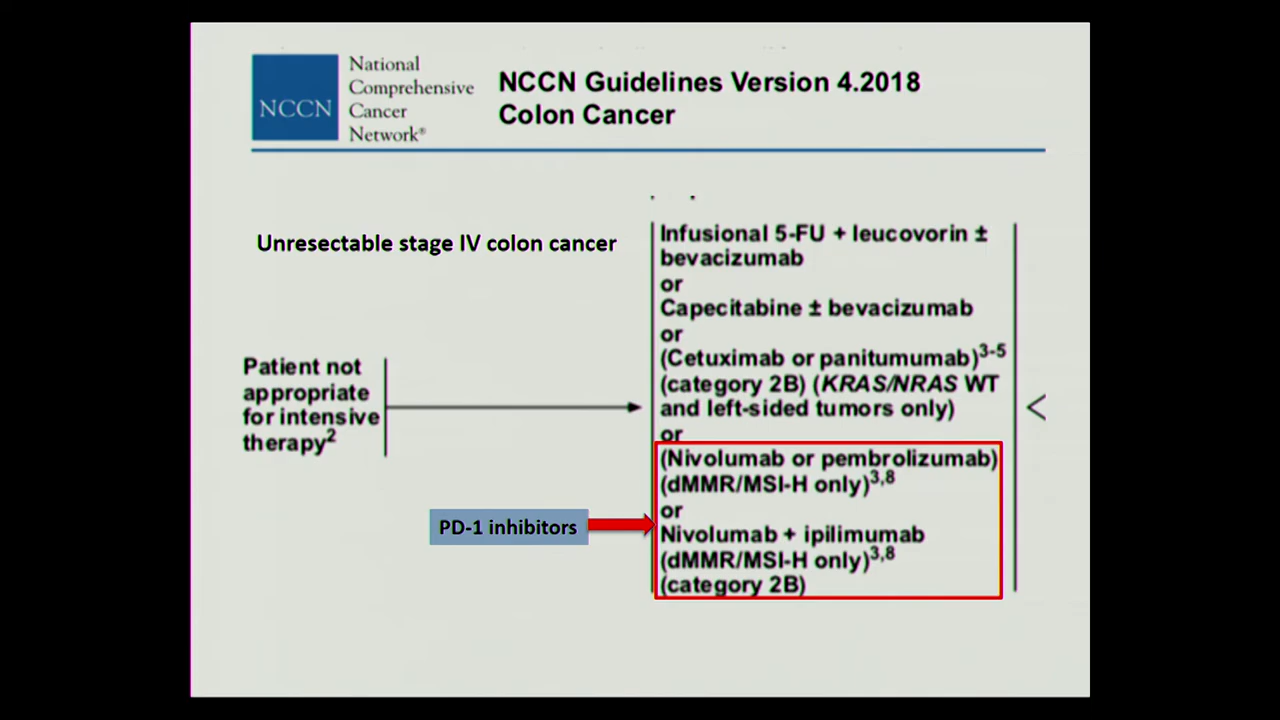 NCCN
National
Comprehensive
Cancer
Network®
NCCN Guidelines Version 4.2018
Colon Cancer
Unresectable stage IV colon cancer
Patient not
appropriate
for intensive
therapy2
Infusional 5-FU + leucovorin ±
bevacizumab
or
Capecitabine ± bevacizumab
or
(Cetuximab or panitumumab)3-5
(category 2B) (KRAS/NRAS WT
and left-sided tumors only)
or
(Nivolumab or pembrolizumab)
(dMMR/MSI-H only)3,8
or
Nivolumab + ipilimumab
(dMMR/MSI-H only)3,8
(category 2B)
PD-1 inhibitors